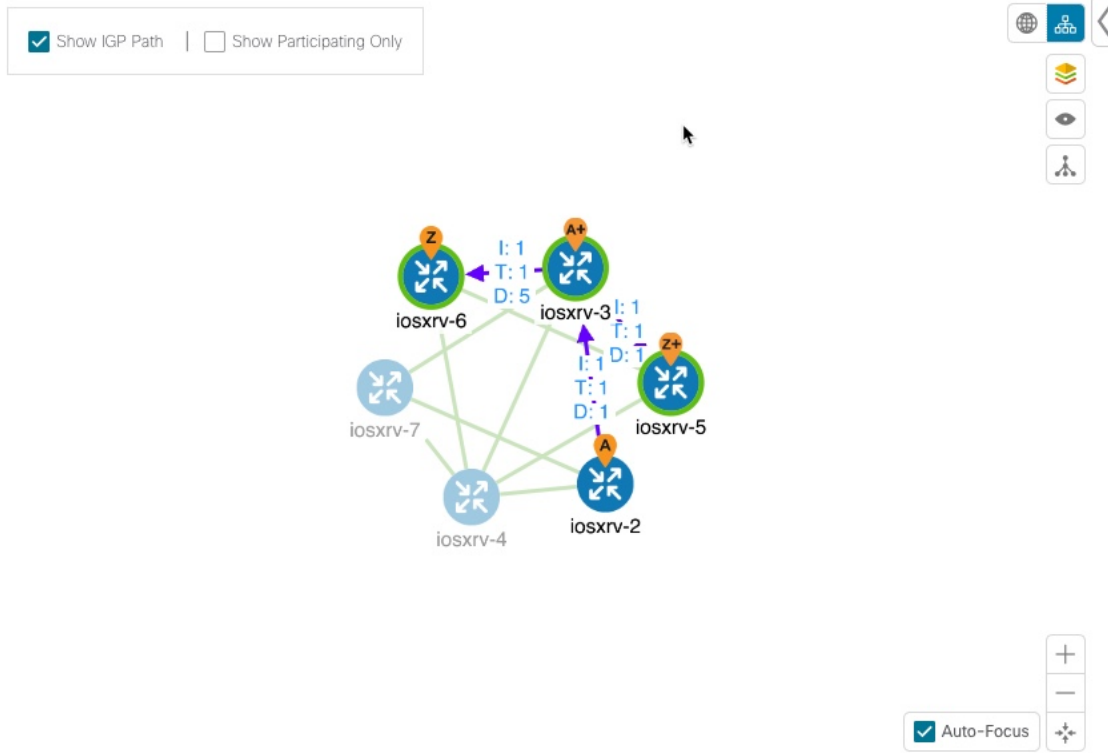 Show IGP Path | Show Participating Only
Z
A+
I: 1
T: 1
D: 5
iosxrv-6
iosxrv-3
I: 1
T: 1
D: 1
Z+
I: 1
T: 1
D: 1
iosxrv-5
iosxrv-7
A
iosxrv-2
iosxrv-4
Auto-Focus